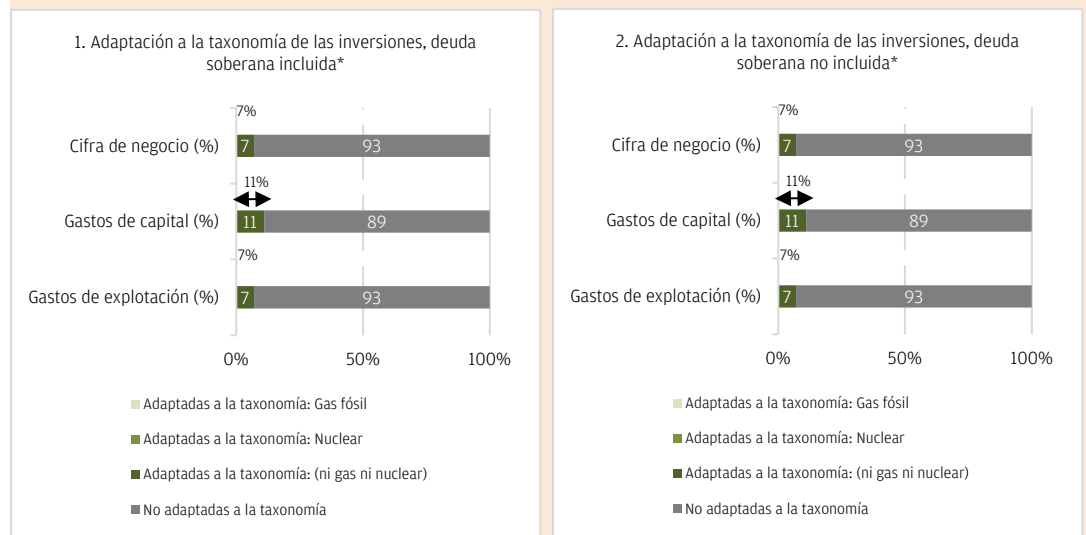 1. Adaptación a la taxonomía de las inversiones, deuda
soberana incluida*
7%
Cifra de negocio (%)
7 93
11%
Gastos de capital (%)
11 89
7%
Gastos de explotación (%)
7 93
0% 50% 100%
Adaptadas a la taxonomía: Gas fósil
Adaptadas a la taxonomía: Nuclear
Adaptadas a la taxonomía: (ni gas ni nuclear)
No adaptadas a la taxonomía
2. Adaptación a la taxonomía de las inversiones, deuda
soberana no incluida*
7%
Cifra de negocio (%)
7 93
11%
Gastos de capital (%)
11 89
7%
Gastos de explotación (%)
7 93
0% 50% 100%
Adaptadas a la taxonomía: Gas fósil
Adaptadas a la taxonomía: Nuclear
Adaptadas a la taxonomía: (ni gas ni nuclear)
No adaptadas a la taxonomía